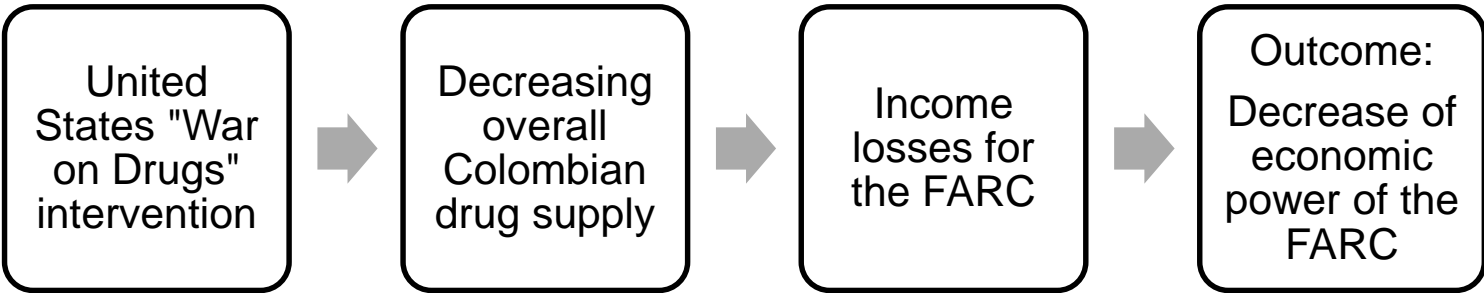 United
States "War
on Drugs"
intervention
Decreasing
overall
Colombian
drug supply
Income
losses for
the FARC
Outcome:
Decrease of
economic
power of the
FARC